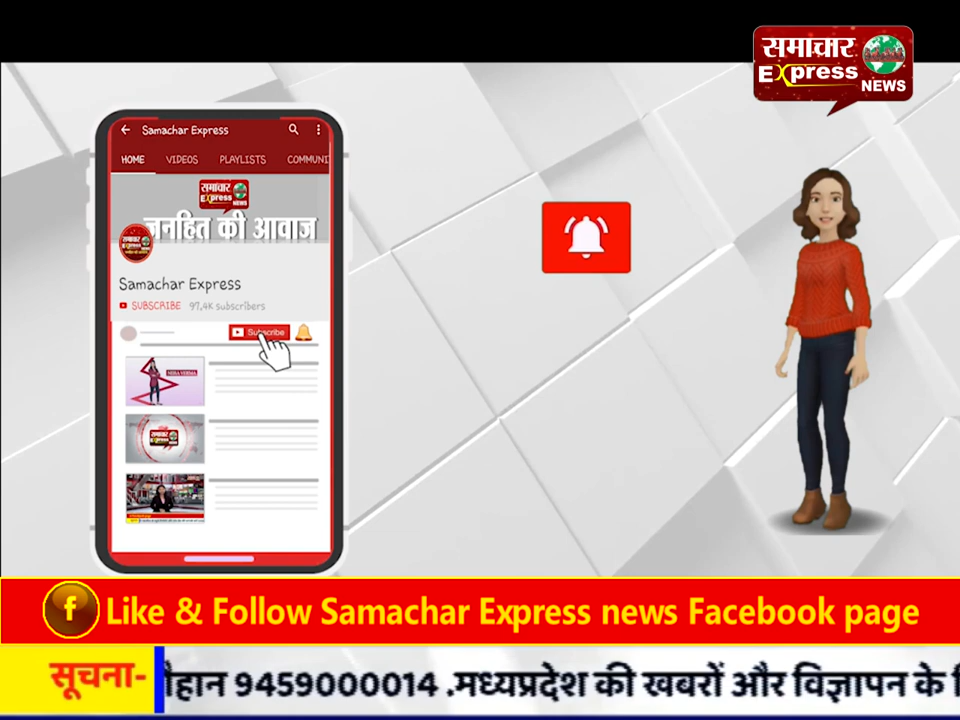 समाचार
Express
NEWS
Samachar Express
HOME VIDEOS PLAYLISTS COMMUNI
समाचार
Express
NEWS
जनहित की आवाज
Samachar Express
SUBSCRIBE 97.4K subscribers
Subscribe
Like & Follow Samachar Express news Facebook page
सूचना- हान 9459000014 .मध्यप्रदेश की खबरों और विज्ञापन के